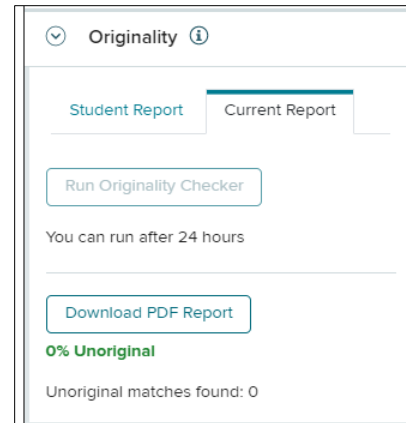 Originality
Student Report Current Report
Run Originality Checker
You can run after 24 hours
Download PDF Report
0% Unoriginal
Unoriginal matches found: 0